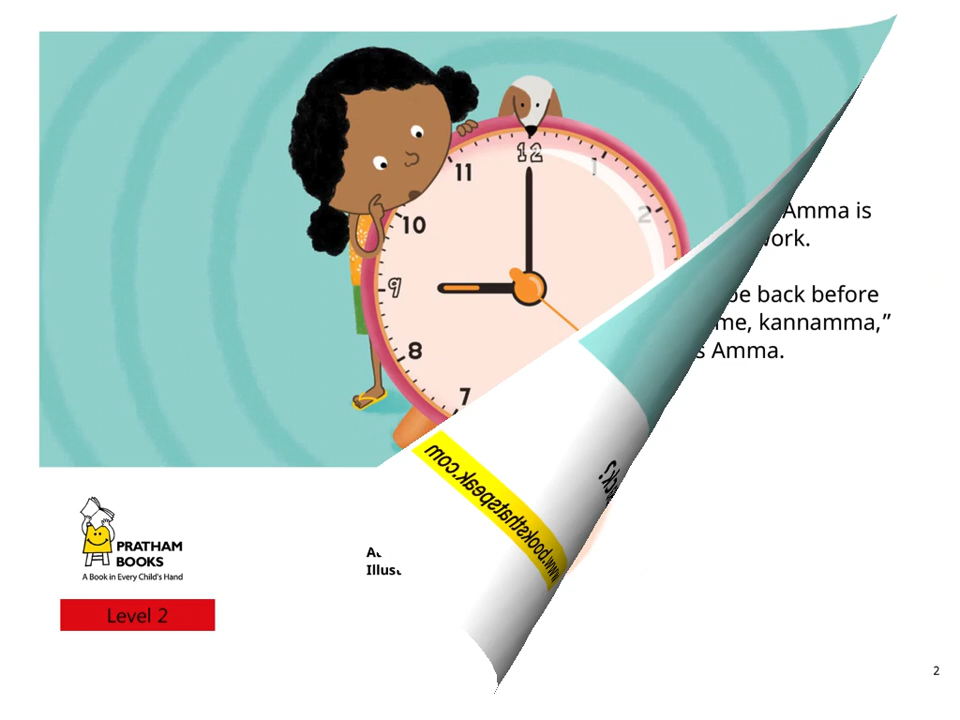 12
11
1
2
10
9
8
7
Amma is
work.
be back before
me, kannamma,”
Amma.
www.booksthatspeak.com
PRATHAM
BOOKS
A Book in Every Child's Hand
Level 2
2